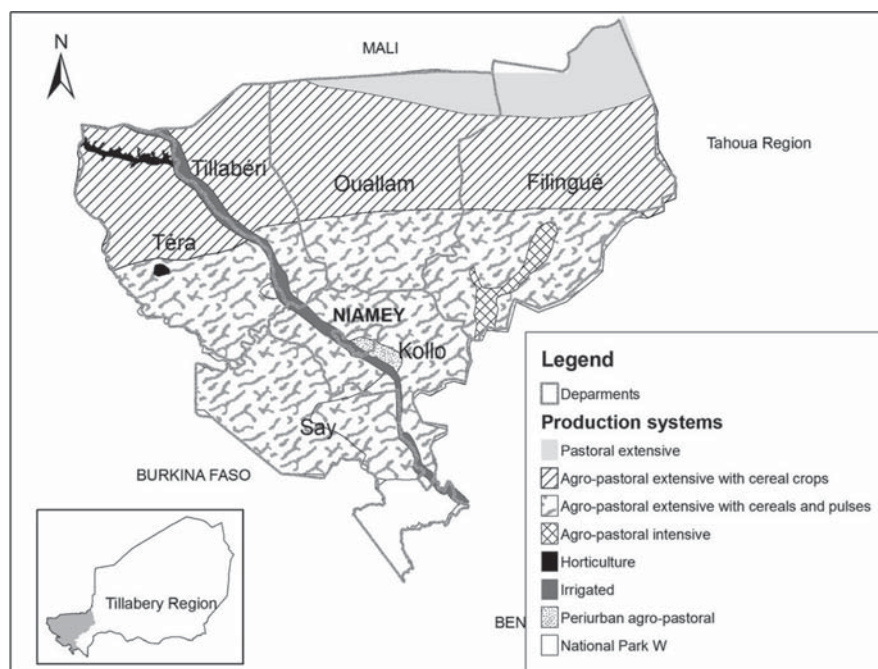 N
MALI
Tahoua Region
Tillabéri
Ouallam
Filingué
Téra
NIAMEY
Kollo
Say
BURKINA FASO
BEN
Tillabery Region
Legend
Deparments
Production systems
Pastoral extensive
Agro-pastoral extensive with cereal crops
Agro-pastoral extensive with cereals and pulses
Agro-pastoral intensive
Horticulture
Irrigated
Periurban agro-pastoral
National Park W